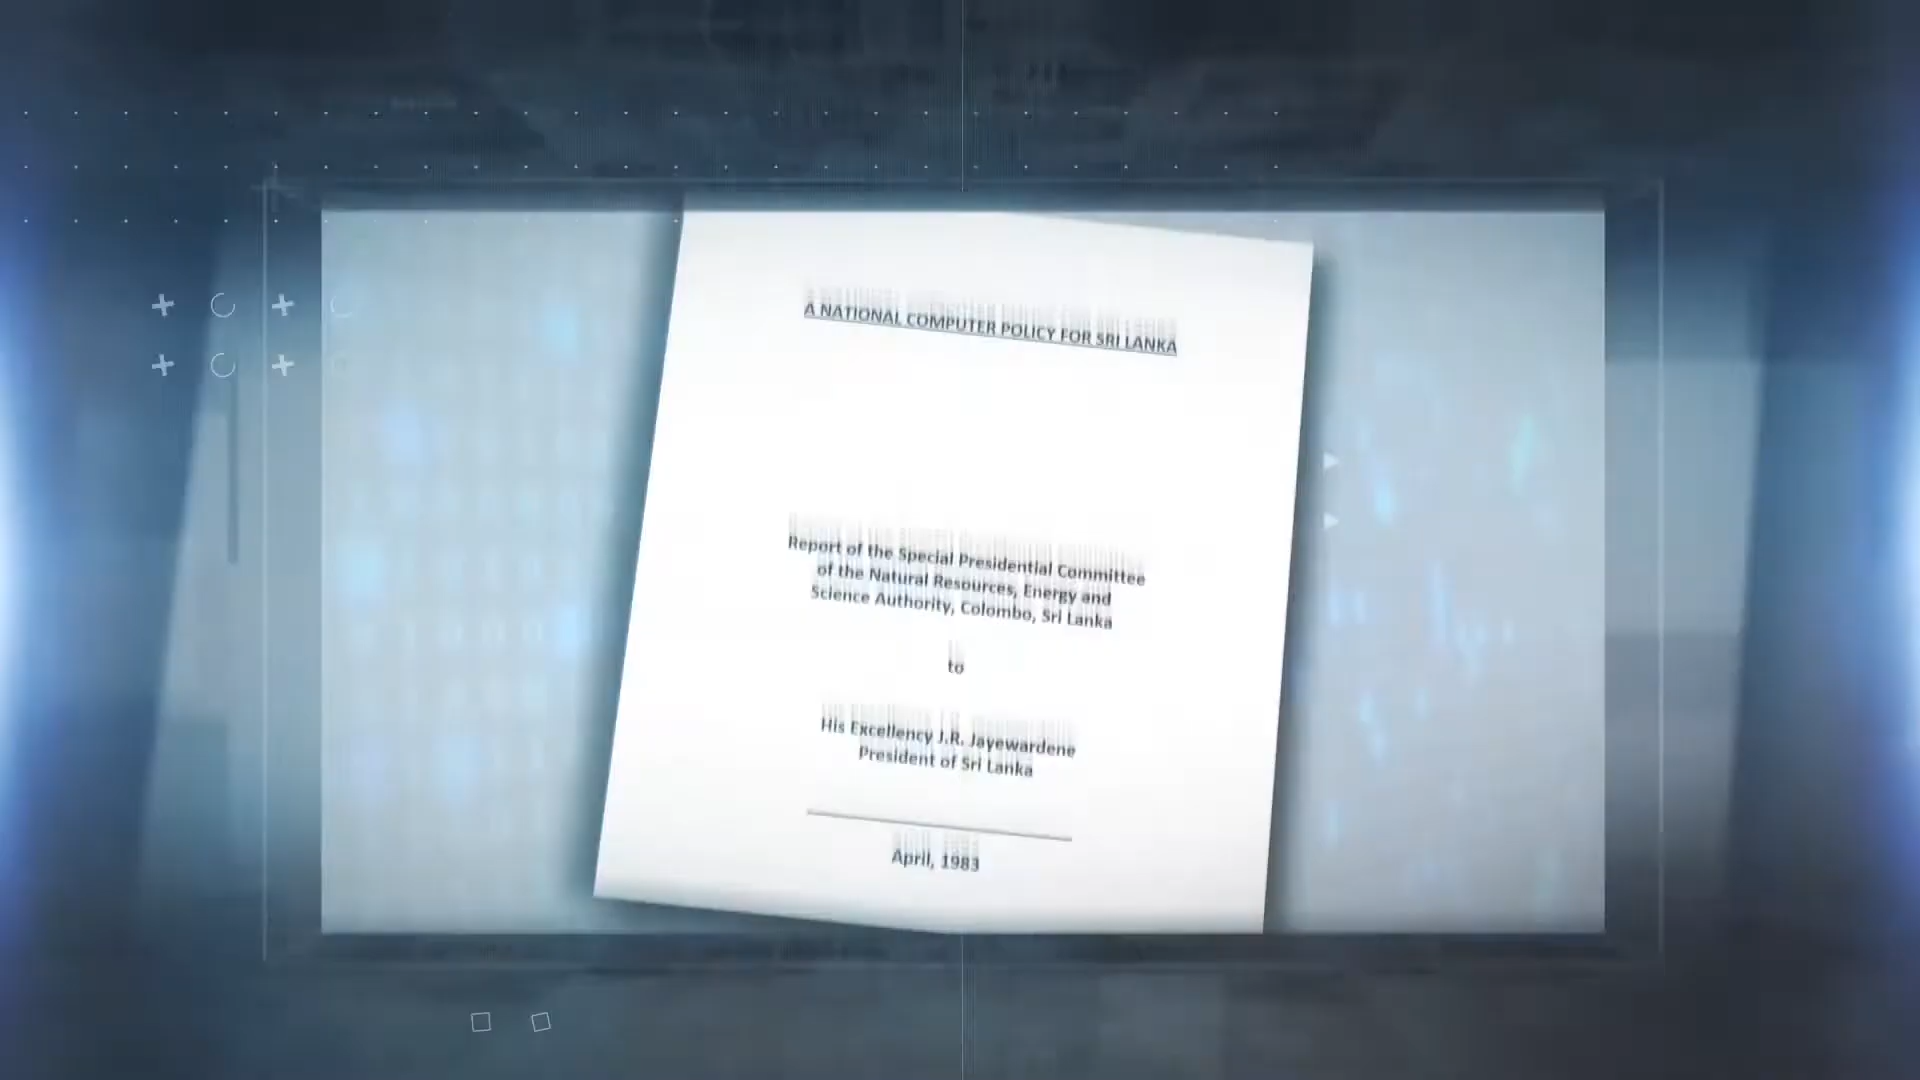 A NATIONAL COMPUTER POLICY FOR SRI LANKA
Report of the Special Presidential Committee
of the Natural Resources, Energy and
Science Authority, Colombo, Sri Lanka
to
His Excellency J.R. Jayewardene
President of Sri Lanka
April, 1983